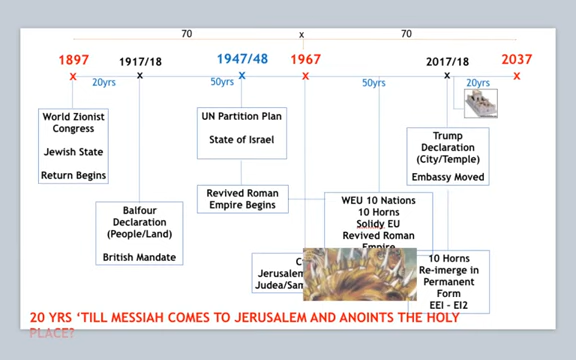 70
x
70
1897
1917/18
1947/48
1967
2017/18
2037
x
x
x
x
x
x
20yrs
50yrs
50yrs
20yrs
World Zionist
Congress
Jewish State
Return Begins
UN Partition Plan
State of Israel
Trump
Declaration
(City/Temple)
Embassy Moved
Revived Roman
Empire Begins
WEU 10 Nations
10 Horns
Solidy EU
Revived Roman
Empire
Balfour
Declaration
(People/Land)
British Mandate
Jerusalem
10 Horns
Re-imerge in
Permanent
Form
EEI - EI2
20 YRS ‘TILL MESSIAH COMES TO JERUSALEM AND ANOINTS THE HOLY
PLACE?